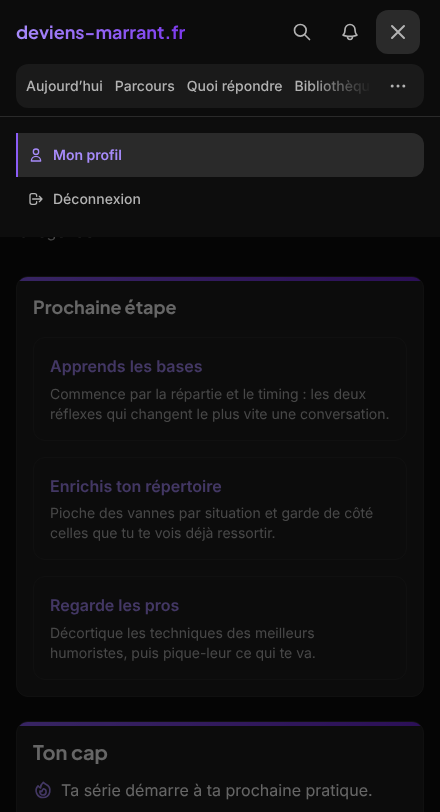 deviens-marrant.fr
Aujourd'hui Parcours Quoi répondre Bibliothèqu
Mon profil
Déconnexion
Prochaine étape
Apprends les bases
Commence par la répartie et le timing : les deux
réflexes qui changent le plus vite une conversation.
Enrichis ton répertoire
Pioche des vannes par situation et garde de côté
celles que tu te vois déjà ressortir.
Regarde les pros
Décortique les techniques des meilleurs
humoristes, puis pique-leur ce qui te va.
Ton cap
Ta série démarre à ta prochaine pratique.